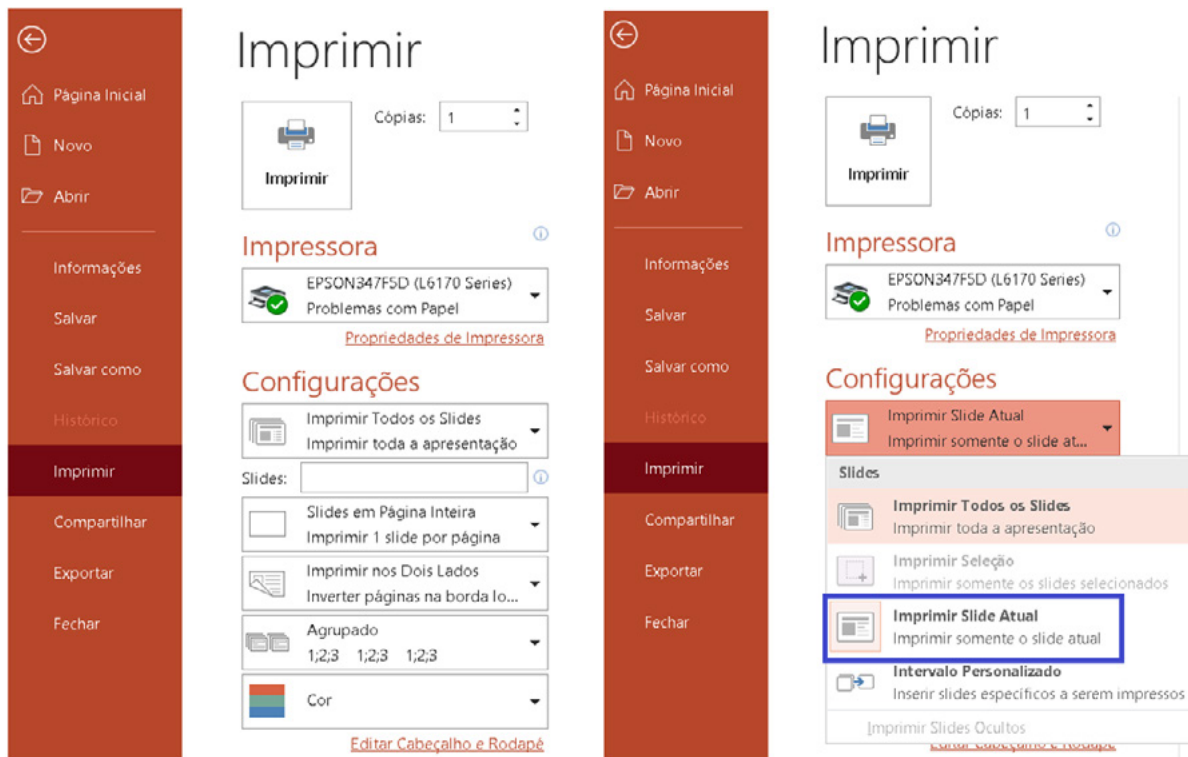 Página Inicial
Novo
Abrir
Informações
Salvar
Salvar como
Histórico
Imprimir
Compartilhar
Exportar
Fechar
Imprimir
Cópias: 1
Imprimir
Impressora
EPSON347F5D (L6170 Series)
Problemas com Papel
Propriedades de Impressora
Configurações
Imprimir Todos os Slides
Imprimir toda a apresentação
Slides:
Slides em Página Inteira
Imprimir 1 slide por página
Imprimir nos Dois Lados
Inverter páginas na borda lo...
Agrupado
1;2;3 1;2;3 1;2;3
Cor
Editar Cabeçalho e Rodapé
Página Inicial
Novo
Abrir
Informações
Salvar
Salvar como
Histórico
Imprimir
Compartilhar
Exportar
Fechar
Imprimir
Cópias: 1
Imprimir
Impressora
EPSON347F5D (L6170 Series)
Problemas com Papel
Propriedades de Impressora
Configurações
Imprimir Slide Atual
Imprimir somente o slide at...
Slides
Imprimir Todos os Slides
Imprimir toda a apresentação
Imprimir Seleção
Imprimir somente os slides selecionados
Imprimir Slide Atual
Imprimir somente o slide atual
Intervalo Personalizado
Inserir slides específicos a serem impressos
Imprimir Slides Ocultos
Editar Cabeçalho e Rodapé